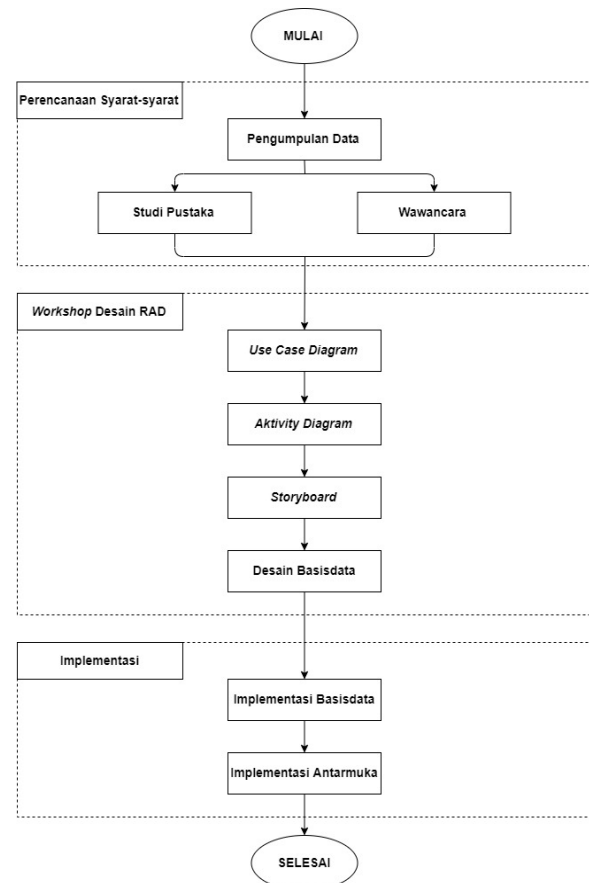 MULAI
Perencanaan Syarat-syarat
Pengumpulan Data
Studi Pustaka
Wawancara
Workshop Desain RAD
Use Case Diagram
Aktivity Diagram
Storyboard
Desain Basisdata
Implementasi
Implementasi Basisdata
Implementasi Antarmuka
SELESAI